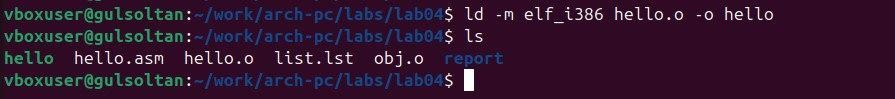 vboxuser@gulsoltan:~/work/arch-pc/labs/lab04$ ld -m elf_i386 hello.o -o hello
vboxuser@gulsoltan:~/work/arch-pc/labs/lab04$ ls
hello  hello.asm  hello.o  list.lst  obj.o  report
vboxuser@gulsoltan:~/work/arch-pc/labs/lab04$